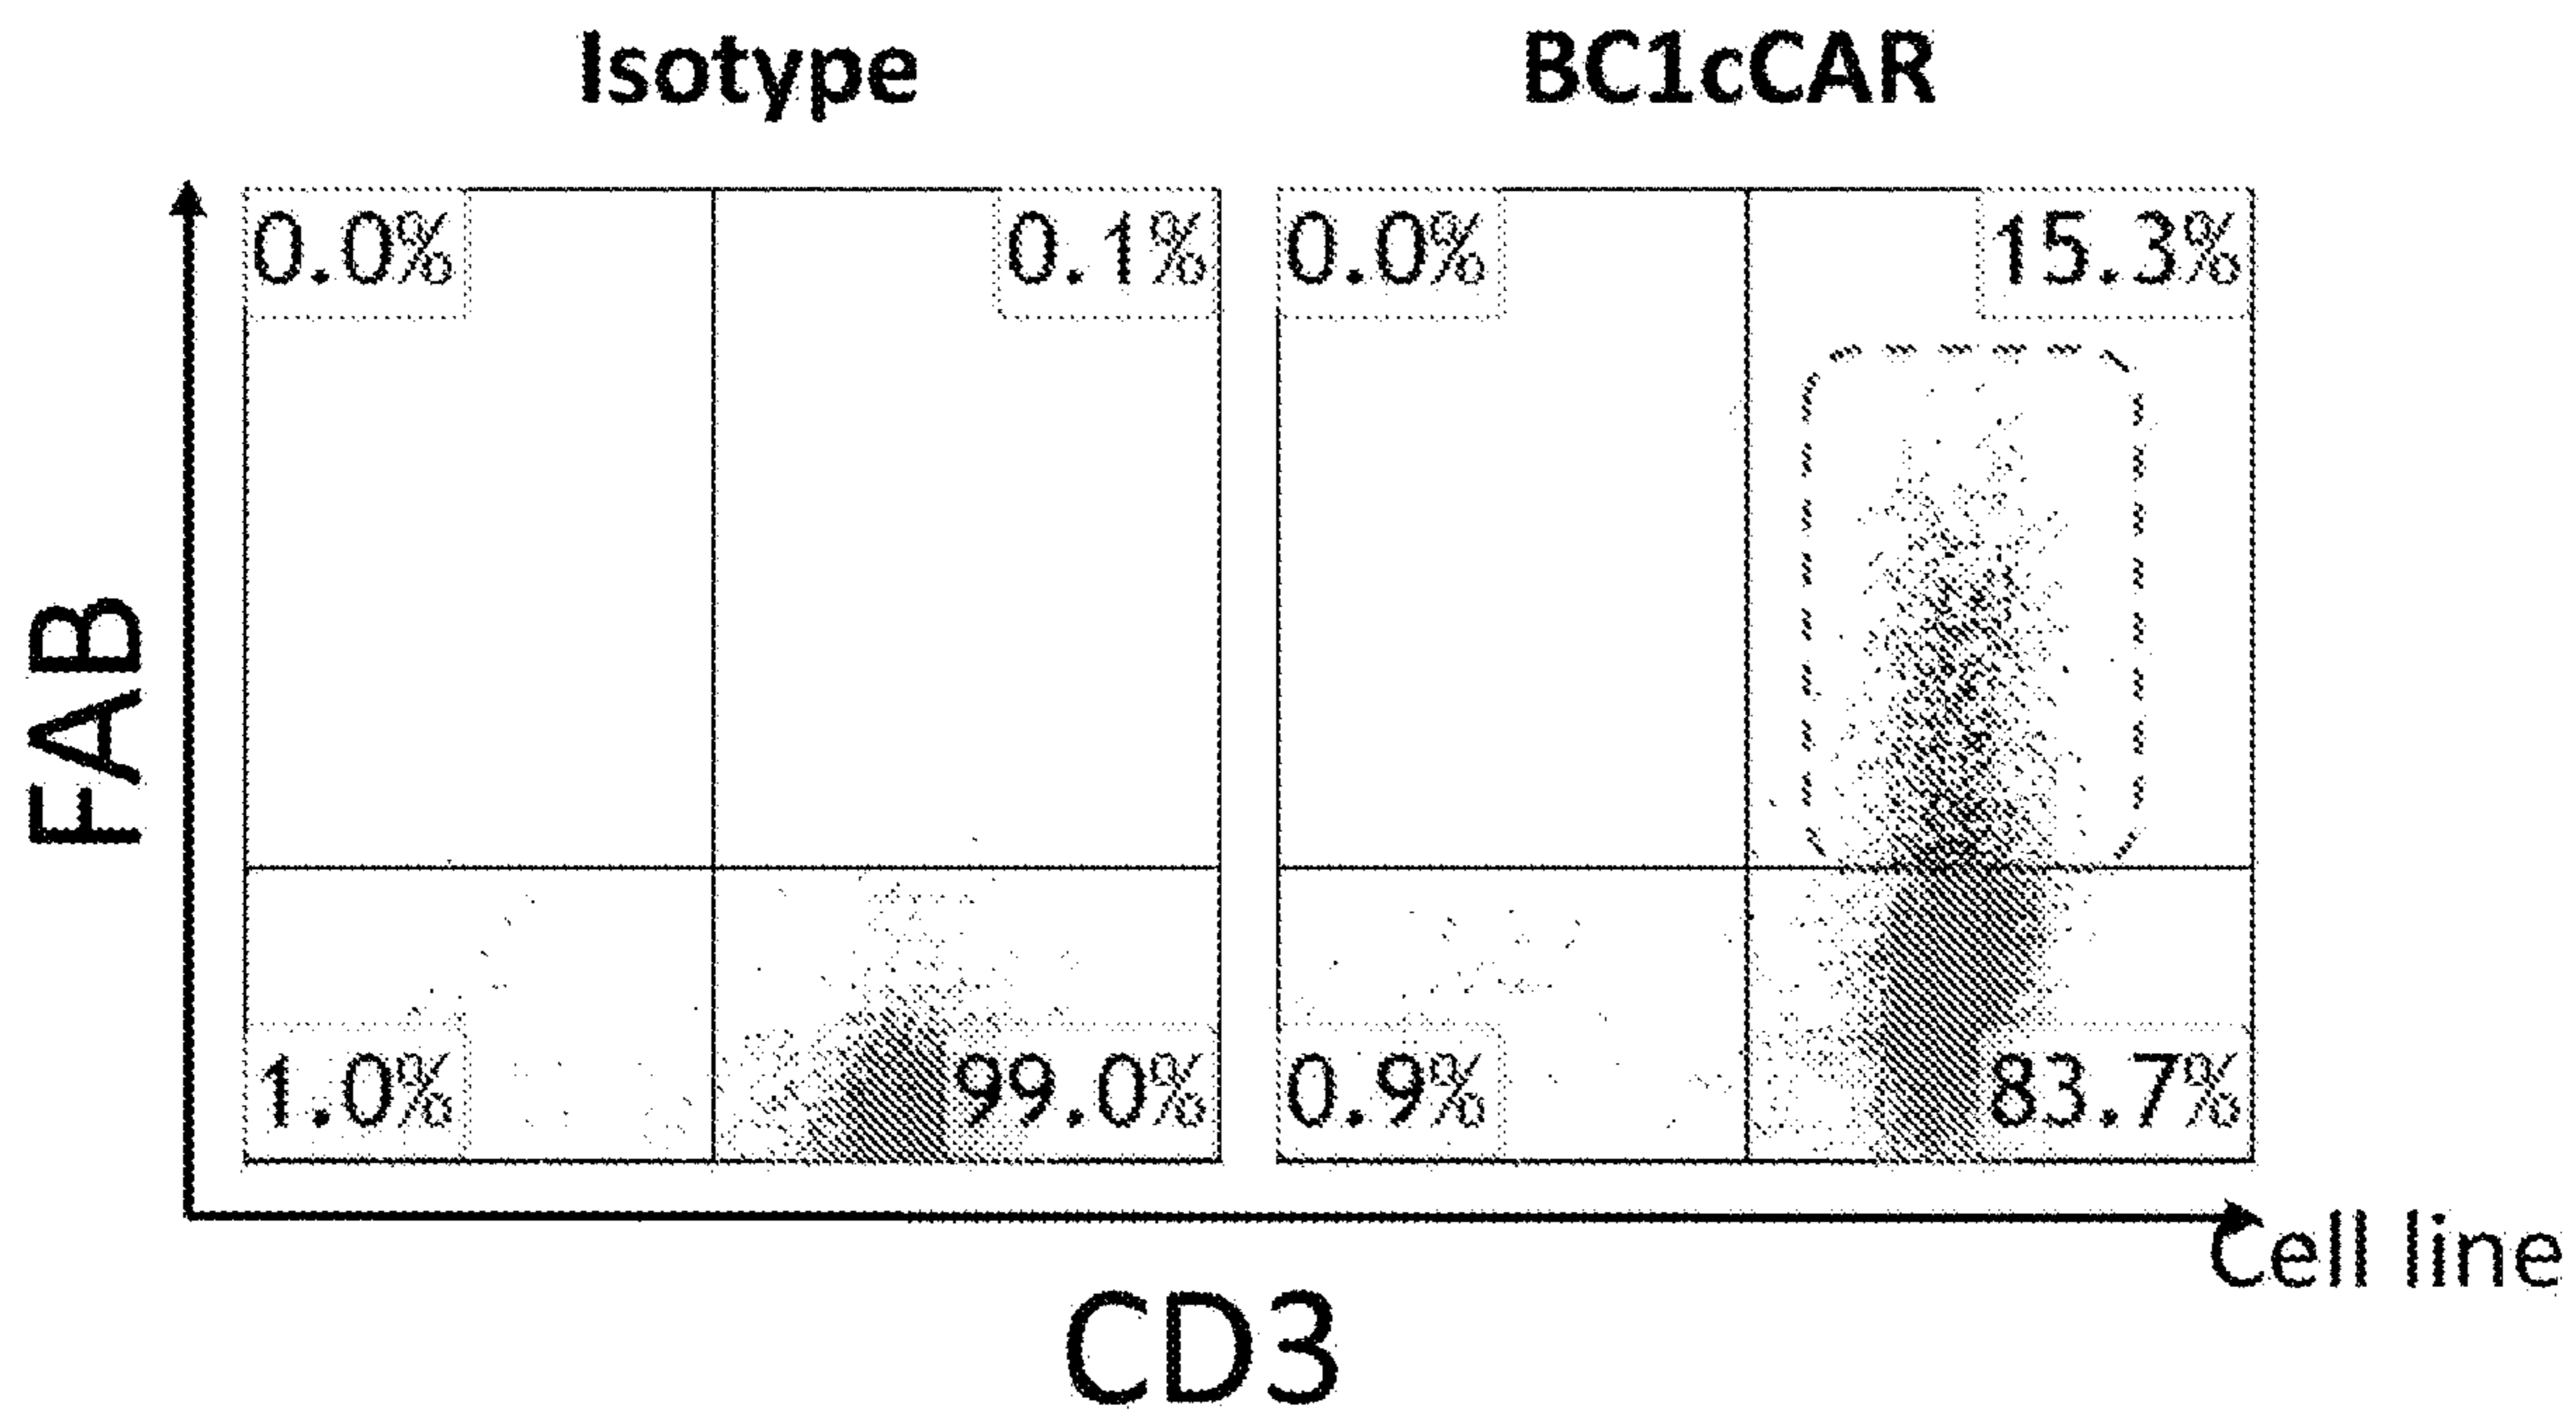 Isotype
BC1cCAR
0.0%
0.1%
0.0%
15.3%
FAB
1.0%
99.0%
0.9%
83.7%
Cell line
CD3